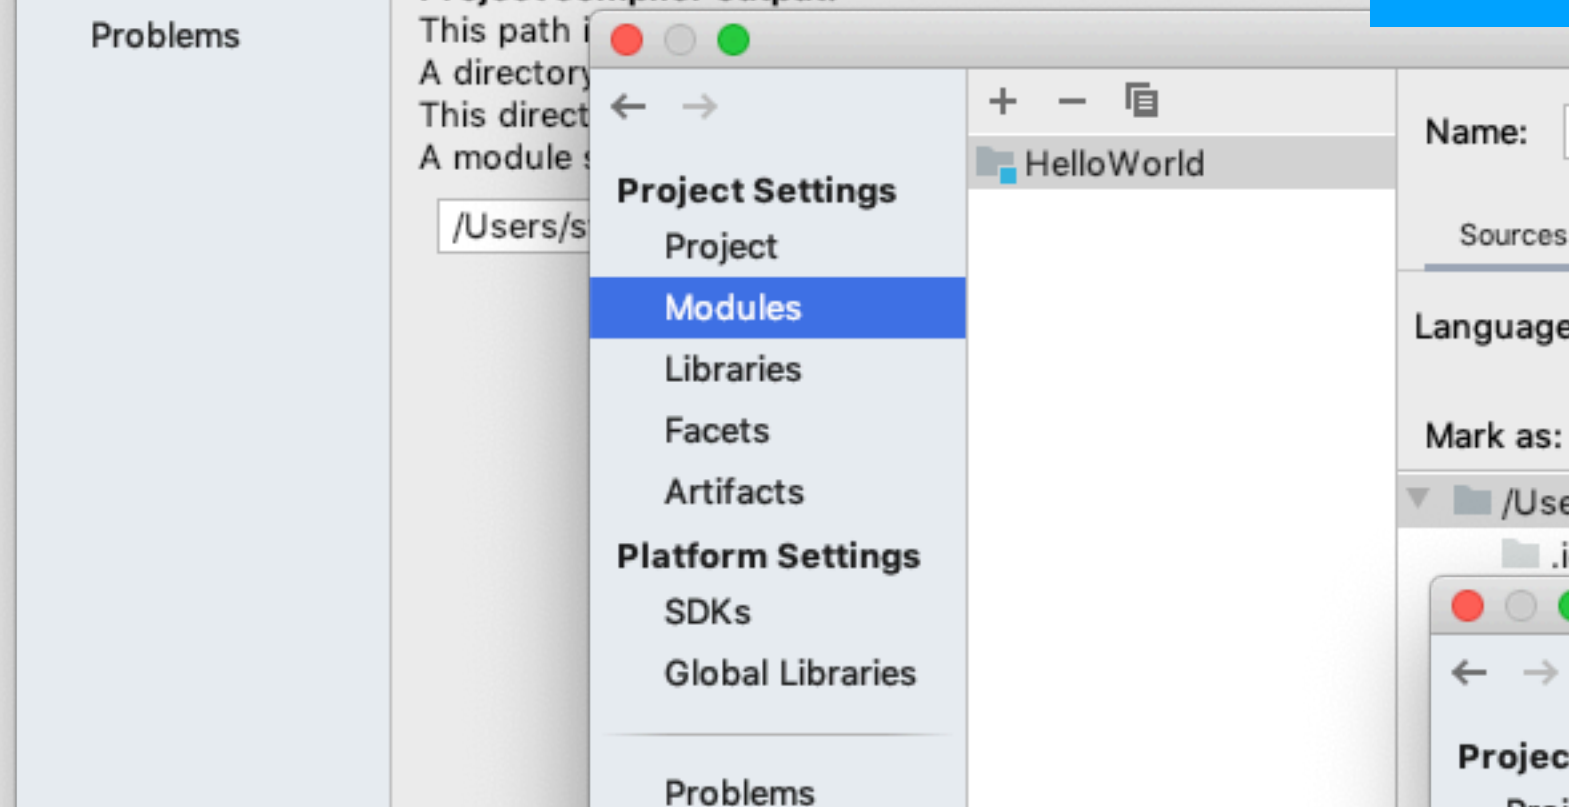 Problems
This path
A directory
This direct
A module
/Users/s
Project Settings
Project
Modules
Libraries
Facets
Artifacts
Platform Settings
SDKs
Global Libraries
Problems
HelloWorld
Name:
Sources
Language
Mark as:
/Use
.i
Projec